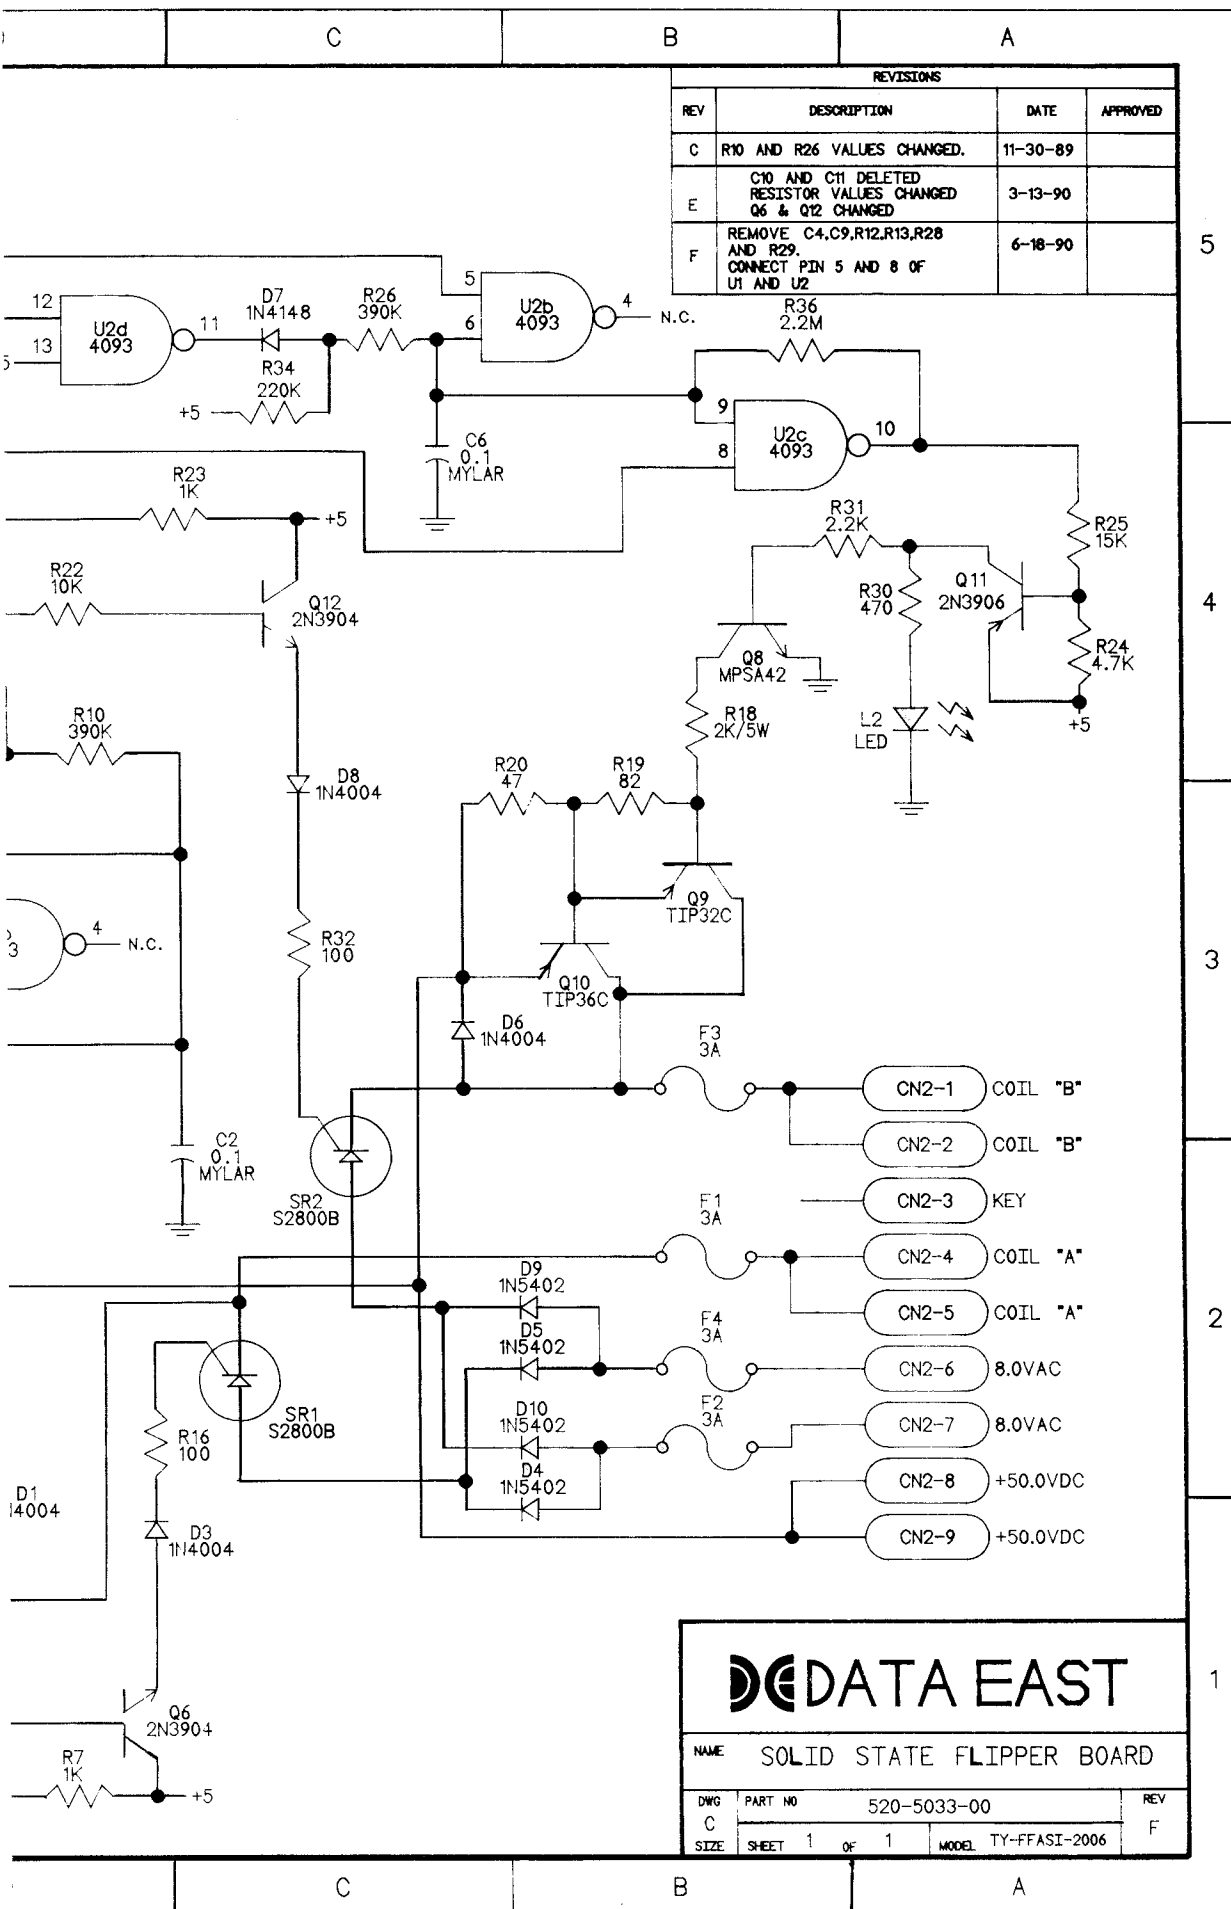 C B A
REVISIONS
REV DESCRIPTION DATE APPROVED
C R10 AND R26 VALUES CHANGED. 11-30-89
E C10 AND C11 DELETED
RESISTOR VALUES CHANGED 3-13-90
Q6 & Q12 CHANGED
F REMOVE C4,C9,R12,R13,R28
AND R29. 6-18-90
CONNECT PIN 5 AND 8 OF
U1 AND U2
5
12
13
U2d
4093
11
D7
1N4148
R26
390K
R34
220K
+5
5
6
U2b
4093
4
N.C.
R36
2.2M
C6
0.1
MYLAR
9
8
U2c
4093
10
R23
1K
+5
R22
10K
Q12
2N3904
R31
2.2K
R25
15K
R30
470
Q11
2N3906
R24
4.7K
+5
4
Q8
MPSA42
L2
LED
R18
2K/5W
R10
390K
D8
1N4004
R20
47
R19
82
Q9
TIP32C
4
N.C.
3
R32
100
Q10
TIP36C
3
D6
1N4004
F3
3A
CN2-1 COIL "B"
CN2-2 COIL "B"
C2
0.1
MYLAR
SR2
S2800B
F1
3A
CN2-3 KEY
CN2-4 COIL "A"
D9
1N5402
CN2-5 COIL "A"
2
D5
1N5402
F4
3A
CN2-6 8.0VAC
SR1
S2800B
D10
1N5402
F2
3A
CN2-7 8.0VAC
R16
100
D4
1N5402
CN2-8 +50.0VDC
D1
1N4004
D3
1N4004
CN2-9 +50.0VDC
Q6
2N3904
R7
1K
+5
DATA EAST
1
NAME SOLID STATE FLIPPER BOARD
DWG C SIZE
PART NO 520-5033-00
REV F
SHEET 1 OF 1 MODEL TY-FFASI-2006
C B A